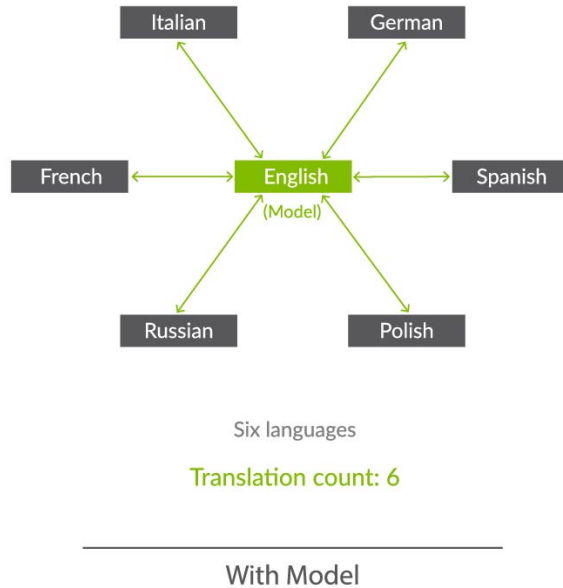 Italian
German
French
English
Spanish
(Model)
Russian
Polish
Six languages
Translation count: 6
With Model